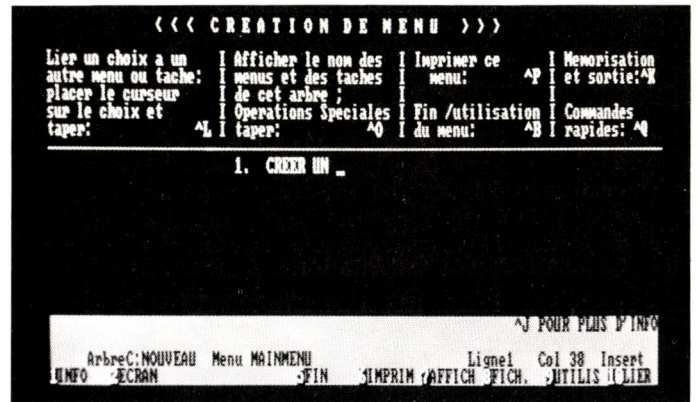 <<< CREATION DE MENU >>>
Lier un choix a un I Afficher le nom des I Imprimer ce I Memorisation
autre menu ou tache: I menus et des taches I menu: ^P I et sortie:^K
placer le curseur I de cet arbre ; I I
sur le choix et I Operations Speciales I Fin /utilisation I Commandes
taper: ^L I taper: ^O I du menu: ^B I rapides: ^Q
1. CREER UN _
^J POUR PLUS D'INFO
ArbreC:NOUVEAU Menu MAINMENU Ligne1 Col 38 Insert
INFO ECRAN FIN IMPRIM AFFICH FICH. UTILIS LIER